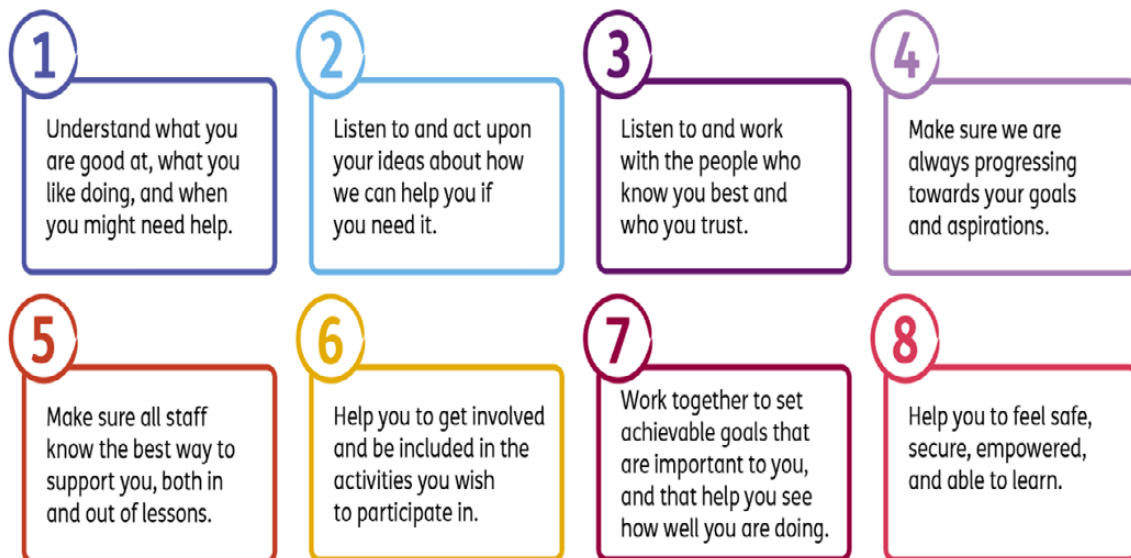 1
Understand what you
are good at, what you
like doing, and when
you might need help.
2
Listen to and act upon
your ideas about how
we can help you if
you need it.
3
Listen to and work
with the people who
know you best and
who you trust.
4
Make sure we are
always progressing
towards your goals
and aspirations.
5
Make sure all staff
know the best way to
support you, both in
and out of lessons.
6
Help you to get involved
and be included in the
activities you wish
to participate in.
7
Work together to set
achievable goals that
are important to you,
and that help you see
how well you are doing.
8
Help you to feel safe,
secure, empowered,
and able to learn.